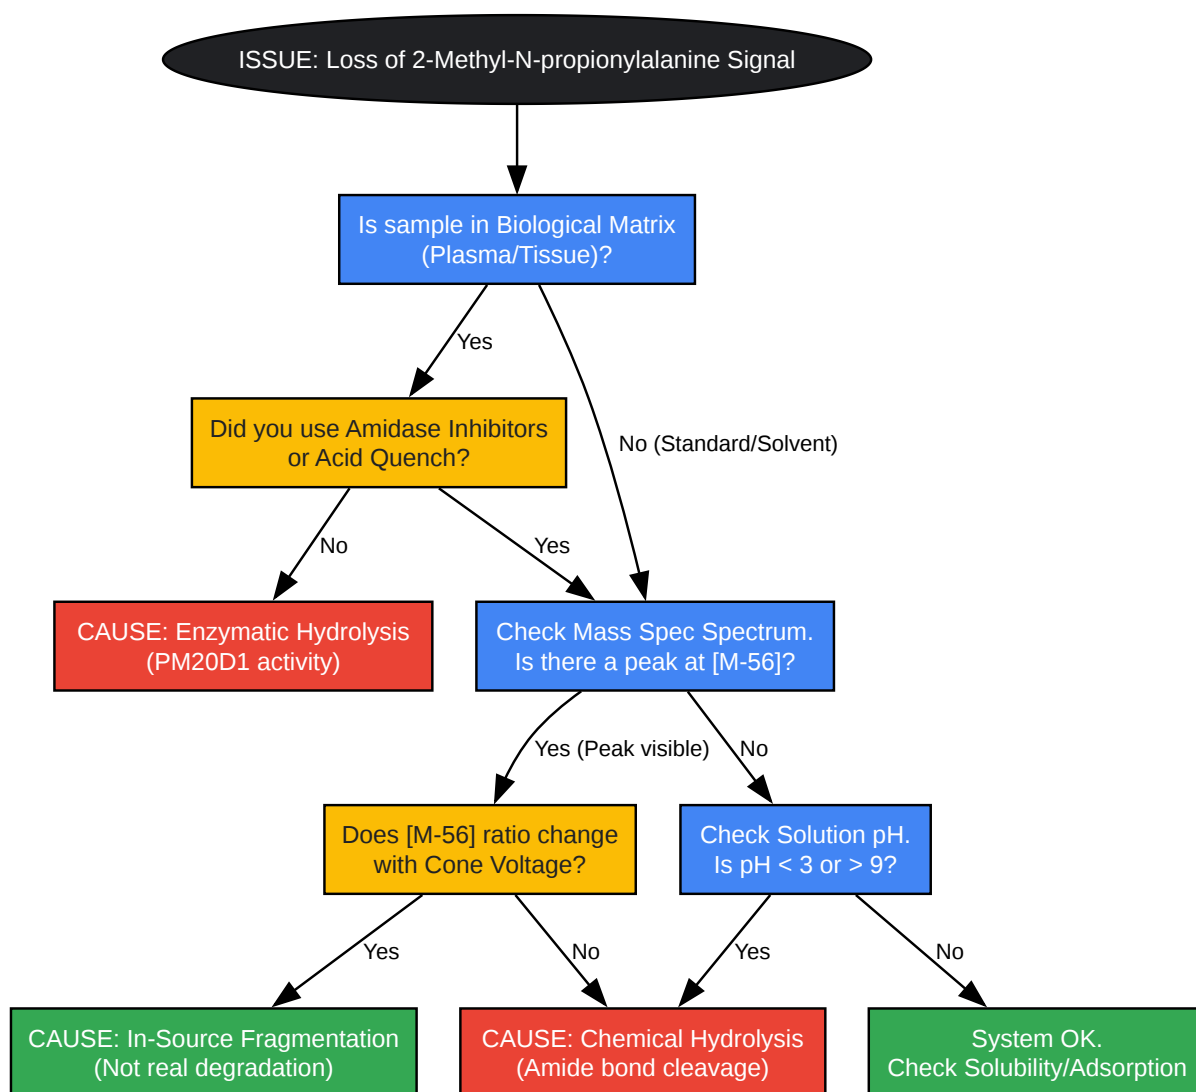 ISSUE: Loss of 2-Methyl-N-propionylalanine Signal
Is sample in Biological Matrix
(Plasma/Tissue)?
Yes
Did you use Amidase Inhibitors
or Acid Quench?
No (Standard/Solvent)
No
Yes
CAUSE: Enzymatic Hydrolysis
(PM20D1 activity)
Check Mass Spec Spectrum.
Is there a peak at [M-56]?
Yes (Peak visible)
No
Does [M-56] ratio change
with Cone Voltage?
Check Solution pH.
Is pH < 3 or > 9?
Yes
No
Yes
No
CAUSE: In-Source Fragmentation
(Not real degradation)
CAUSE: Chemical Hydrolysis
(Amide bond cleavage)
System OK.
Check Solubility/Adsorption